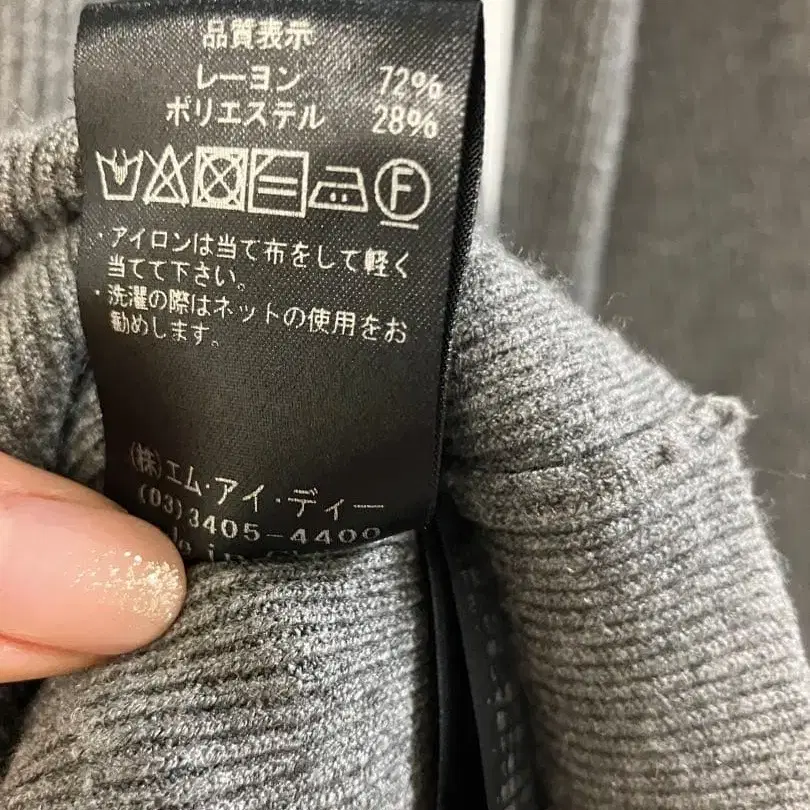 品質表示
レーヨン 72%
ポリエステル 28%
F
・アイロンは当て布をして軽く
当てて下さい。
・洗濯の際はネットの使用をお
勧めします。
(株)エム・アイ・ディー
(03)3405-4400
in